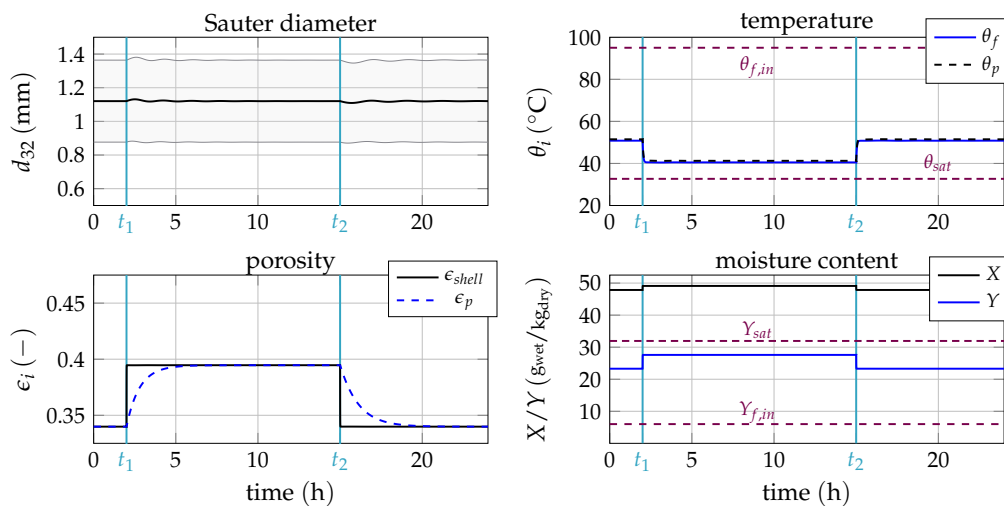 Sauter diameter
1.4
1.2
1
0.8
0.6
d32 (mm)
0
t1
5
10
t2
20
temperature
100
80
60
40
20
θi (°C)
θf
θp
θf,in
θsat
0
t1
5
10
t2
20
porosity
0.45
0.4
0.35
ϵi (−)
ϵshell
ϵp
0
t1
5
10
t2
20
time (h)
moisture content
50
40
30
20
10
X/Y (gwet/kgdry)
X
Y
Ysat
Yf,in
0
t1
5
10
t2
20
time (h)